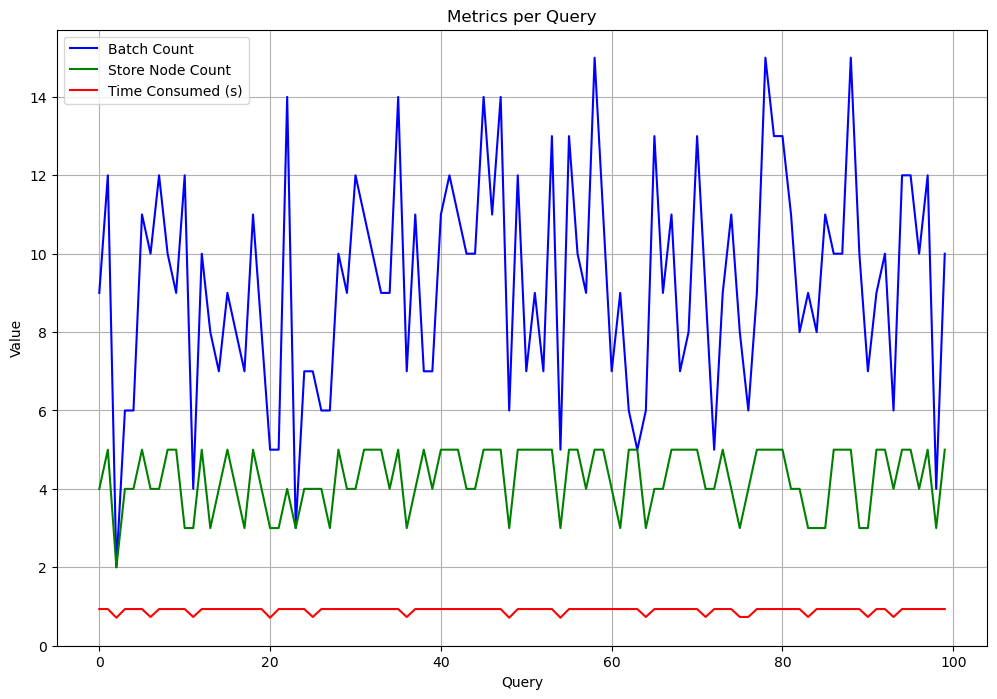 Metrics per Query
Batch Count
Store Node Count
Time Consumed (s)
Value
14
12
10
8
6
4
2
0
0 20 40 60 80 100
Query